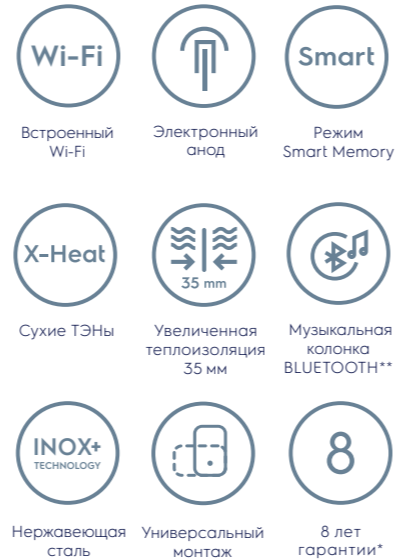 Wi-Fi
Встроенный
Wi-Fi
Электронный
анод
Smart
Режим
Smart Memory
X-Heat
Сухие ТЭНы
35 mm
Увеличенная
теплоизоляция
35 мм
Музыкальная
колонка
BLUETOOTH**
INOX+
TECHNOLOGY
Нержавеющая
сталь
Универсальный
монтаж
8
8 лет
гарантии*